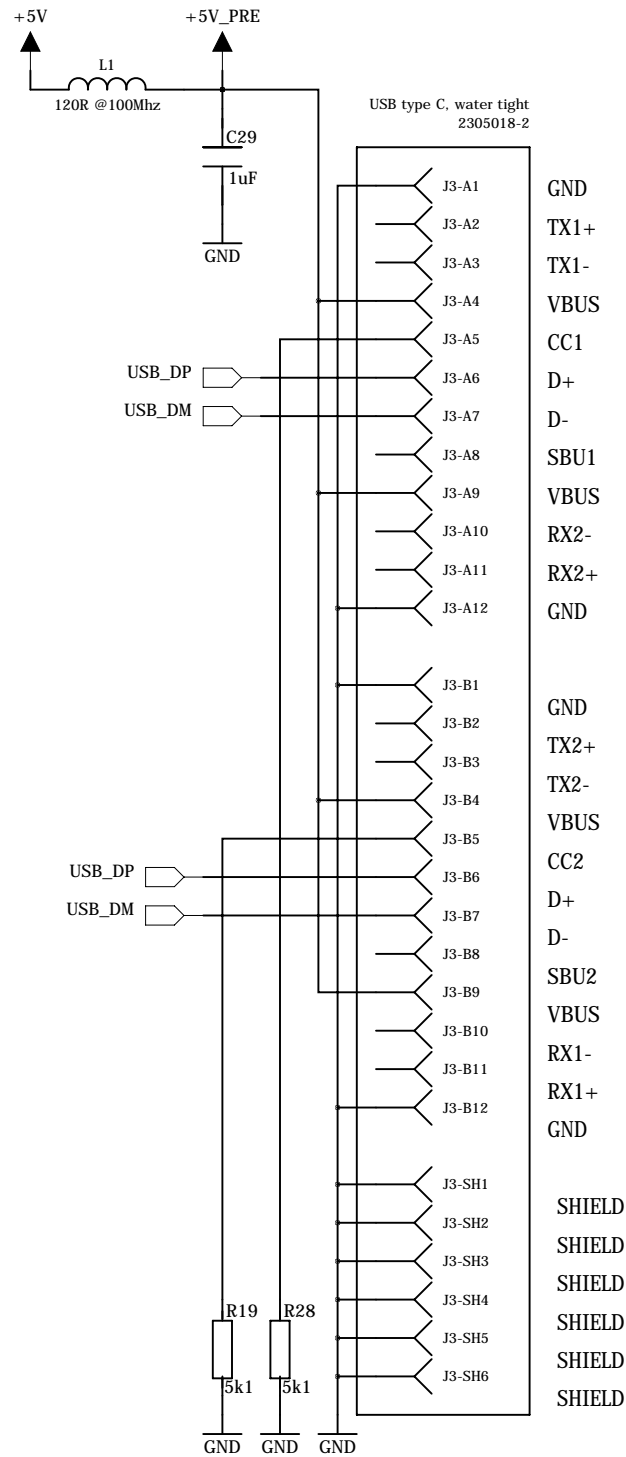 +5V
+5V_PRE
L1
120R @100Mhz
C29
1uF
GND
USB type C, water tight
2305018-2
J3-A1 GND
J3-A2 TX1+
J3-A3 TX1-
J3-A4 VBUS
J3-A5 CC1
USB_DP J3-A6 D+
USB_DM J3-A7 D-
J3-A8 SBU1
J3-A9 VBUS
J3-A10 RX2-
J3-A11 RX2+
J3-A12 GND
J3-B1 GND
J3-B2 TX2+
J3-B3 TX2-
J3-B4 VBUS
J3-B5 CC2
USB_DP J3-B6 D+
USB_DM J3-B7 D-
J3-B8 SBU2
J3-B9 VBUS
J3-B10 RX1-
J3-B11 RX1+
J3-B12 GND
J3-SH1 SHIELD
J3-SH2 SHIELD
J3-SH3 SHIELD
J3-SH4 SHIELD
J3-SH5 SHIELD
J3-SH6 SHIELD
R19 R28
5k1 5k1
GND GND GND